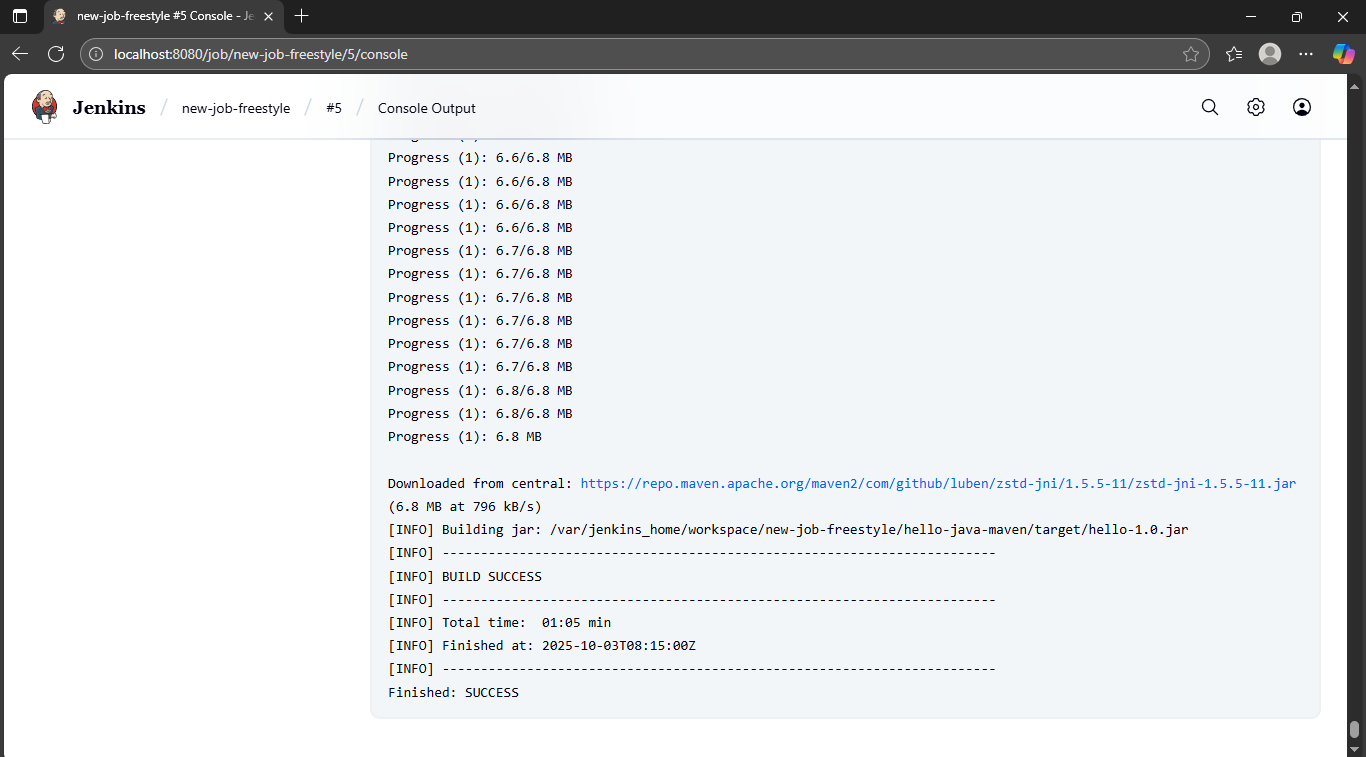 new-job-freestyle #5 Console - Je
localhost:8080/job/new-job-freestyle/5/console
Jenkins / new-job-freestyle / #5 / Console Output
Progress (1): 6.6/6.8 MB
Progress (1): 6.6/6.8 MB
Progress (1): 6.6/6.8 MB
Progress (1): 6.6/6.8 MB
Progress (1): 6.7/6.8 MB
Progress (1): 6.7/6.8 MB
Progress (1): 6.7/6.8 MB
Progress (1): 6.7/6.8 MB
Progress (1): 6.7/6.8 MB
Progress (1): 6.7/6.8 MB
Progress (1): 6.8/6.8 MB
Progress (1): 6.8/6.8 MB
Progress (1): 6.8 MB
Downloaded from central: https://repo.maven.apache.org/maven2/com/github/luben/zstd-jni/1.5.5-11/zstd-jni-1.5.5-11.jar
(6.8 MB at 796 kB/s)
[INFO] Building jar: /var/jenkins_home/workspace/new-job-freestyle/hello-java-maven/target/hello-1.0.jar
[INFO] ------------------------------------------------------------------------
[INFO] BUILD SUCCESS
[INFO] ------------------------------------------------------------------------
[INFO] Total time:  01:05 min
[INFO] Finished at: 2025-10-03T08:15:00Z
[INFO] ------------------------------------------------------------------------
Finished: SUCCESS